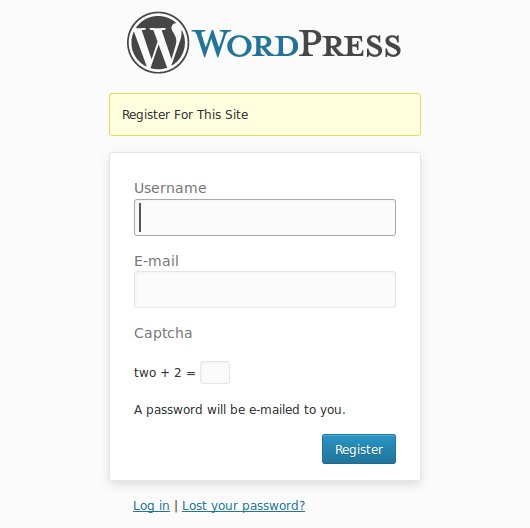 WORDPRESS
Register For This Site
Username
E-mail
Captcha
two + 2 =
A password will be e-mailed to you.
Register
Log in | Lost your password?